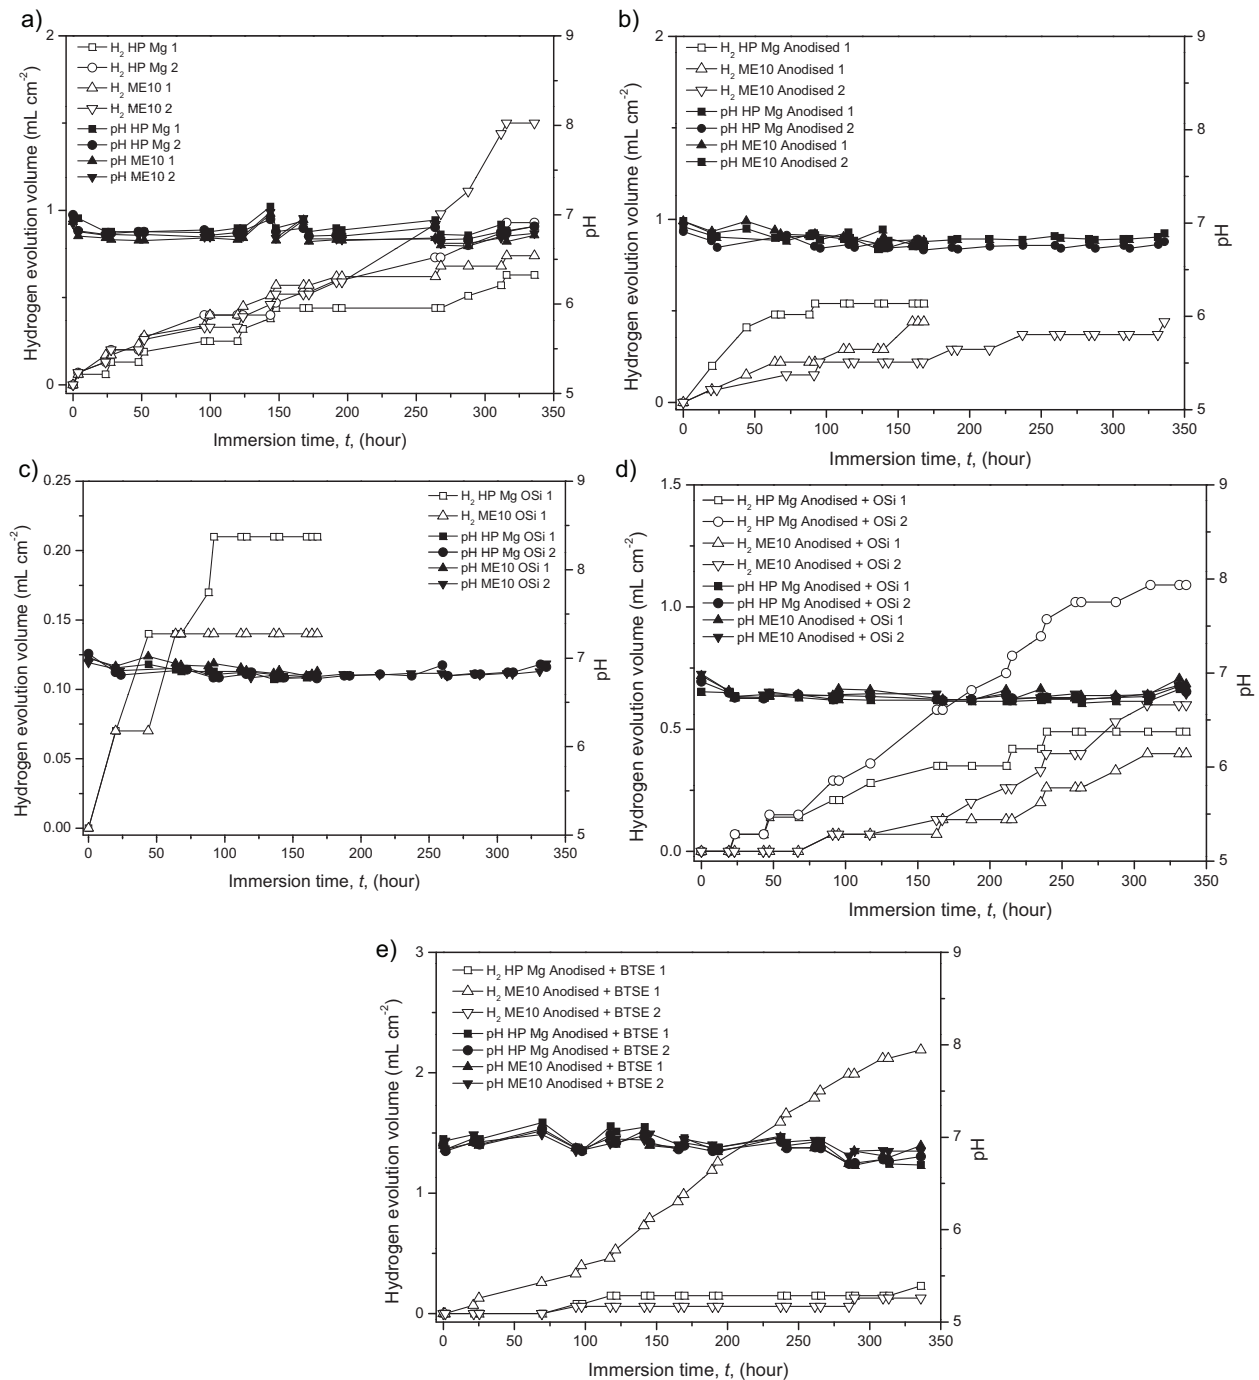 a)
H2 HP Mg 1
H2 HP Mg 2
H2 ME10 1
H2 ME10 2
pH HP Mg 1
pH HP Mg 2
pH ME10 1
pH ME10 2
Hydrogen evolution volume (mL cm-2)
2
1
0
9
8
7
6
5
pH
0 50 100 150 200 250 300 350
Immersion time, t, (hour)
b)
H2 HP Mg Anodised 1
H2 ME10 Anodised 1
H2 ME10 Anodised 2
pH HP Mg Anodised 1
pH HP Mg Anodised 2
pH ME10 Anodised 1
pH ME10 Anodised 2
Hydrogen evolution volume (mL cm-2)
2
1
0
9
8
7
6
5
pH
0 50 100 150 200 250 300 350
Immersion time, t, (hour)
c)
H2 HP Mg OSi 1
H2 ME10 OSi 1
pH HP Mg OSi 1
pH HP Mg OSi 2
pH ME10 OSi 1
pH ME10 OSi 2
Hydrogen evolution volume (mL cm-2)
0.25
0.20
0.15
0.10
0.05
0.00
9
8
7
6
5
pH
0 50 100 150 200 250 300 350
Immersion time, t, (hour)
d)
H2 HP Mg Anodised + OSi 1
H2 HP Mg Anodised + OSi 2
H2 ME10 Anodised + OSi 1
H2 ME10 Anodised + OSi 2
pH HP Mg Anodised + OSi 1
pH HP Mg Anodised + OSi 2
pH ME10 Anodised + OSi 1
pH ME10 Anodised + OSi 2
Hydrogen evolution volume (mL cm-2)
1.5
1.0
0.5
0.0
9
8
7
6
5
pH
0 50 100 150 200 250 300 350
Immersion time, t, (hour)
e)
H2 HP Mg Anodised + BTSE 1
H2 ME10 Anodised + BTSE 1
H2 ME10 Anodised + BTSE 2
pH HP Mg Anodised + BTSE 1
pH HP Mg Anodised + BTSE 2
pH ME10 Anodised + BTSE 1
pH ME10 Anodised + BTSE 2
Hydrogen evolution volume (mL cm-2)
3
2
1
0
9
8
7
6
5
pH
0 50 100 150 200 250 300 350
Immersion time, t, (hour)